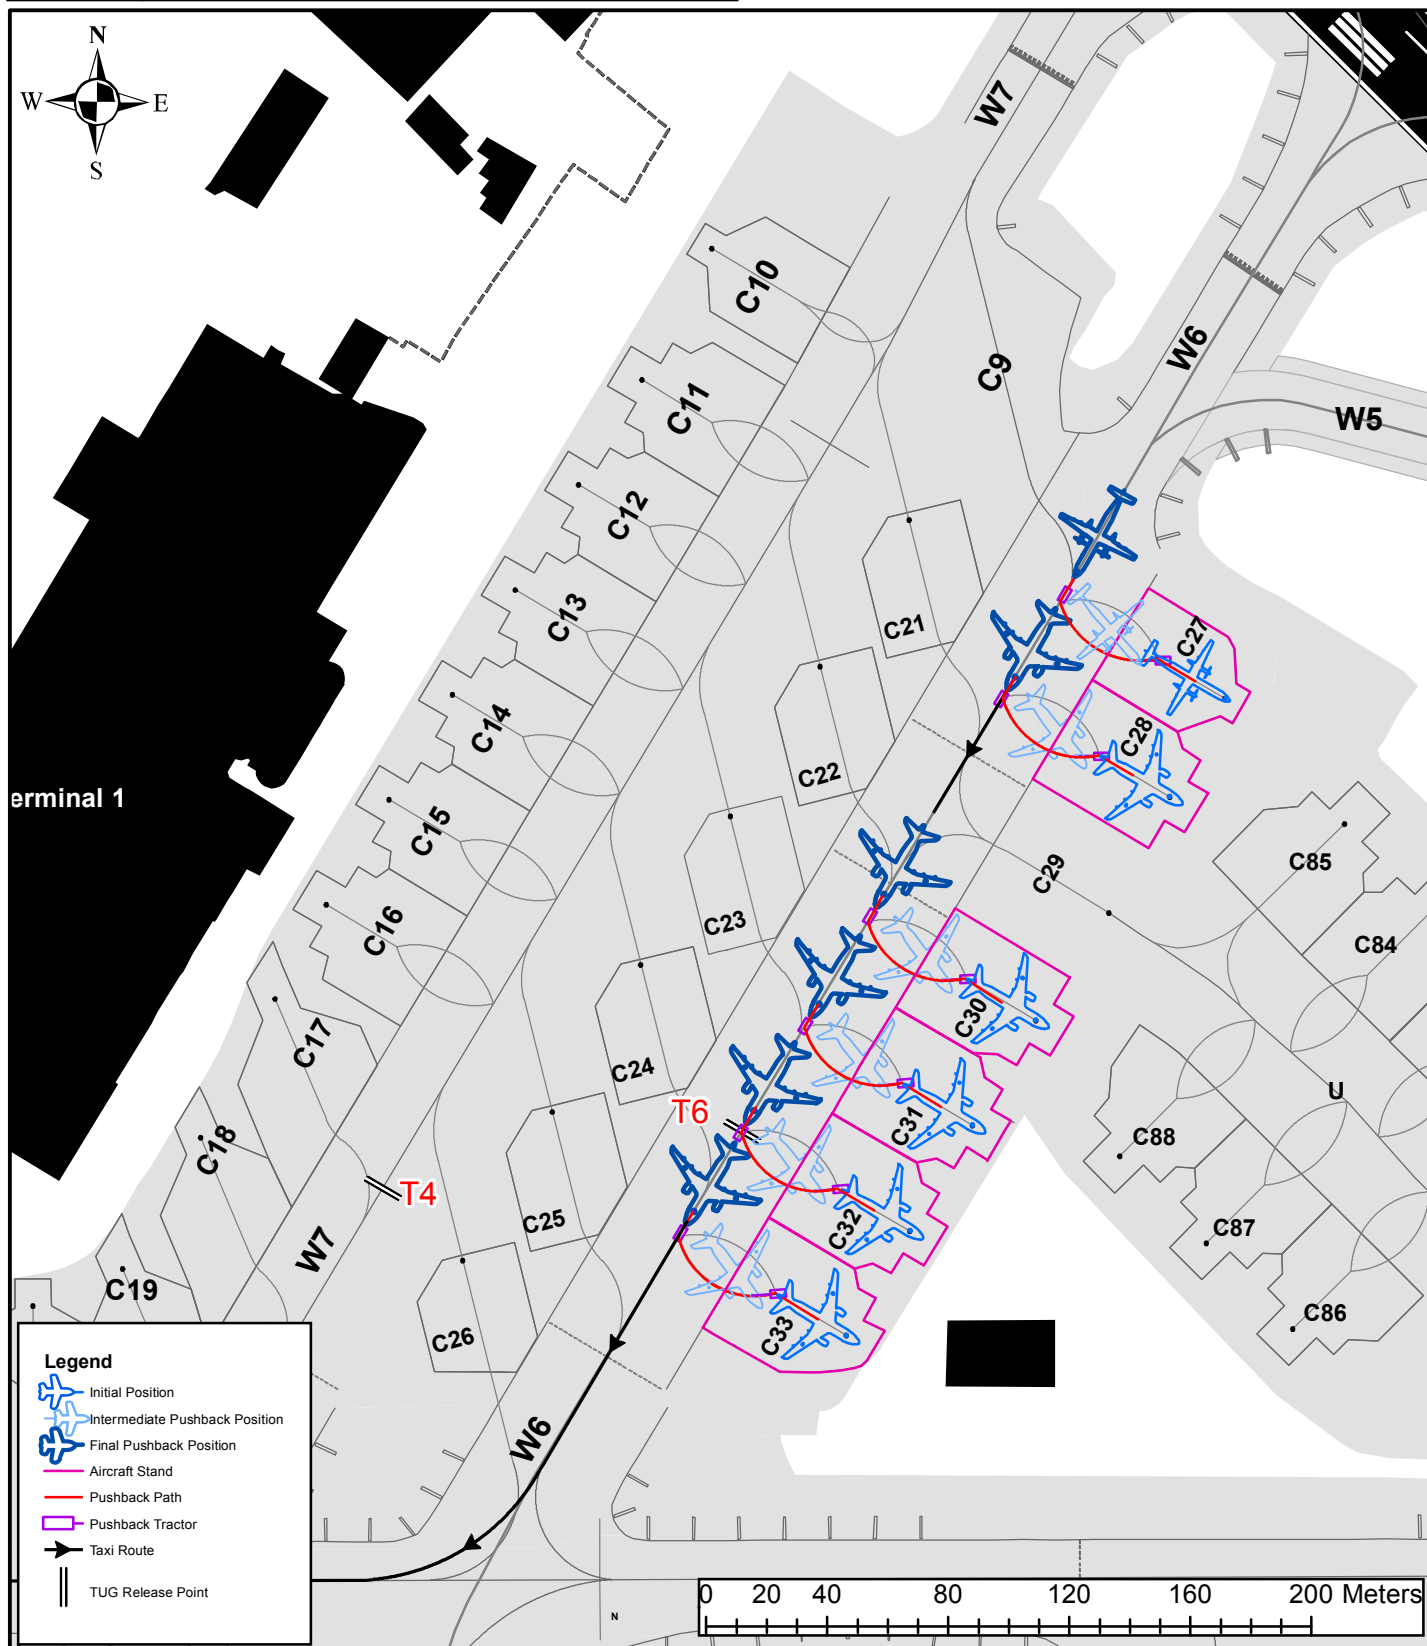 N
W
E
S
W7
C10
C9
W6
W5
C11
C12
C21
C13
C27
C14
C28
C22
erminal 1
C15
C29
C85
C16
C23
C84
C17
C30
C24
T6
C31
U
C18
C88
T4
C25
C32
C87
W7
C19
C33
C26
C86
W6
Legend
Initial Position
Intermediate Pushback Position
Final Pushback Position
Aircraft Stand
Pushback Path
Pushback Tractor
Taxi Route
TUG Release Point
N
0 20 40 80 120 160 200 Meters